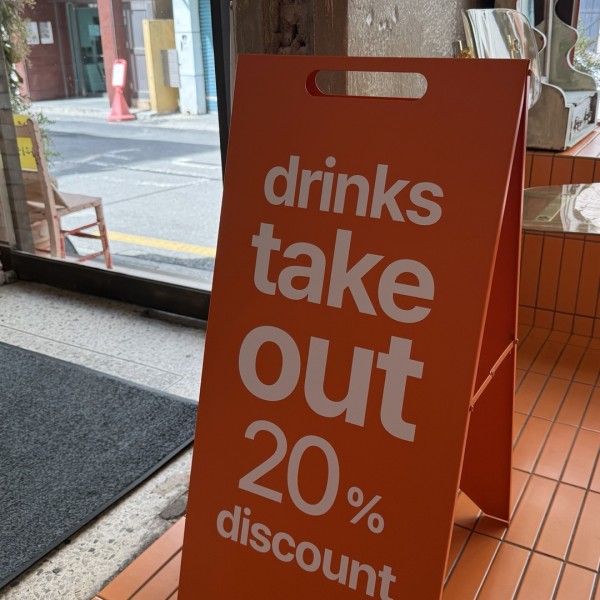 drinks
take
out
20%
discount